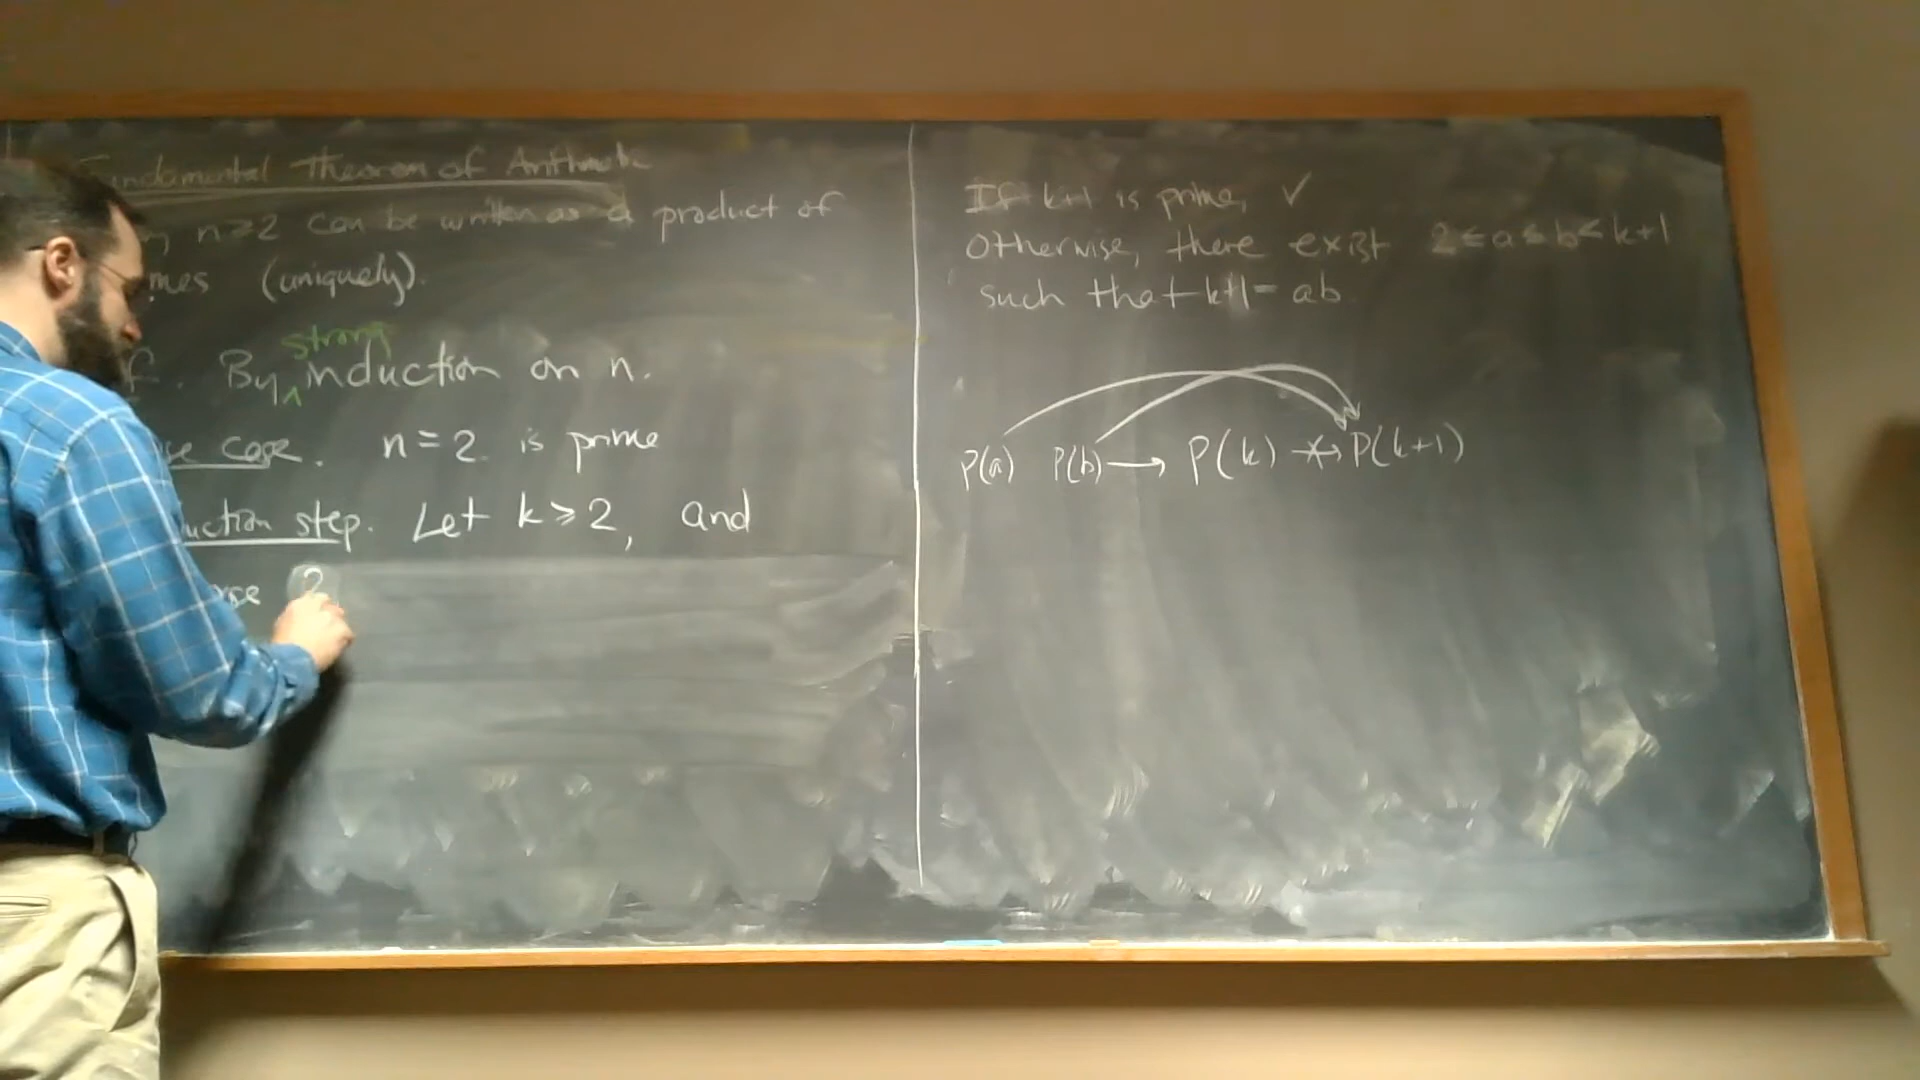 Fundamental Theorem of Arithmetic
n≥2 can be written as a product of
mes (uniquely).
strong
f. By ^ induction on n.
se case. n=2 is prime
uction step. Let k≥2, and
ose 2
If k+1 is prime, ✓
Otherwise, there exist 2≤a≤b<k+1
such that k+1=ab
P(a) P(b) → P(k) ↛ P(k+1)